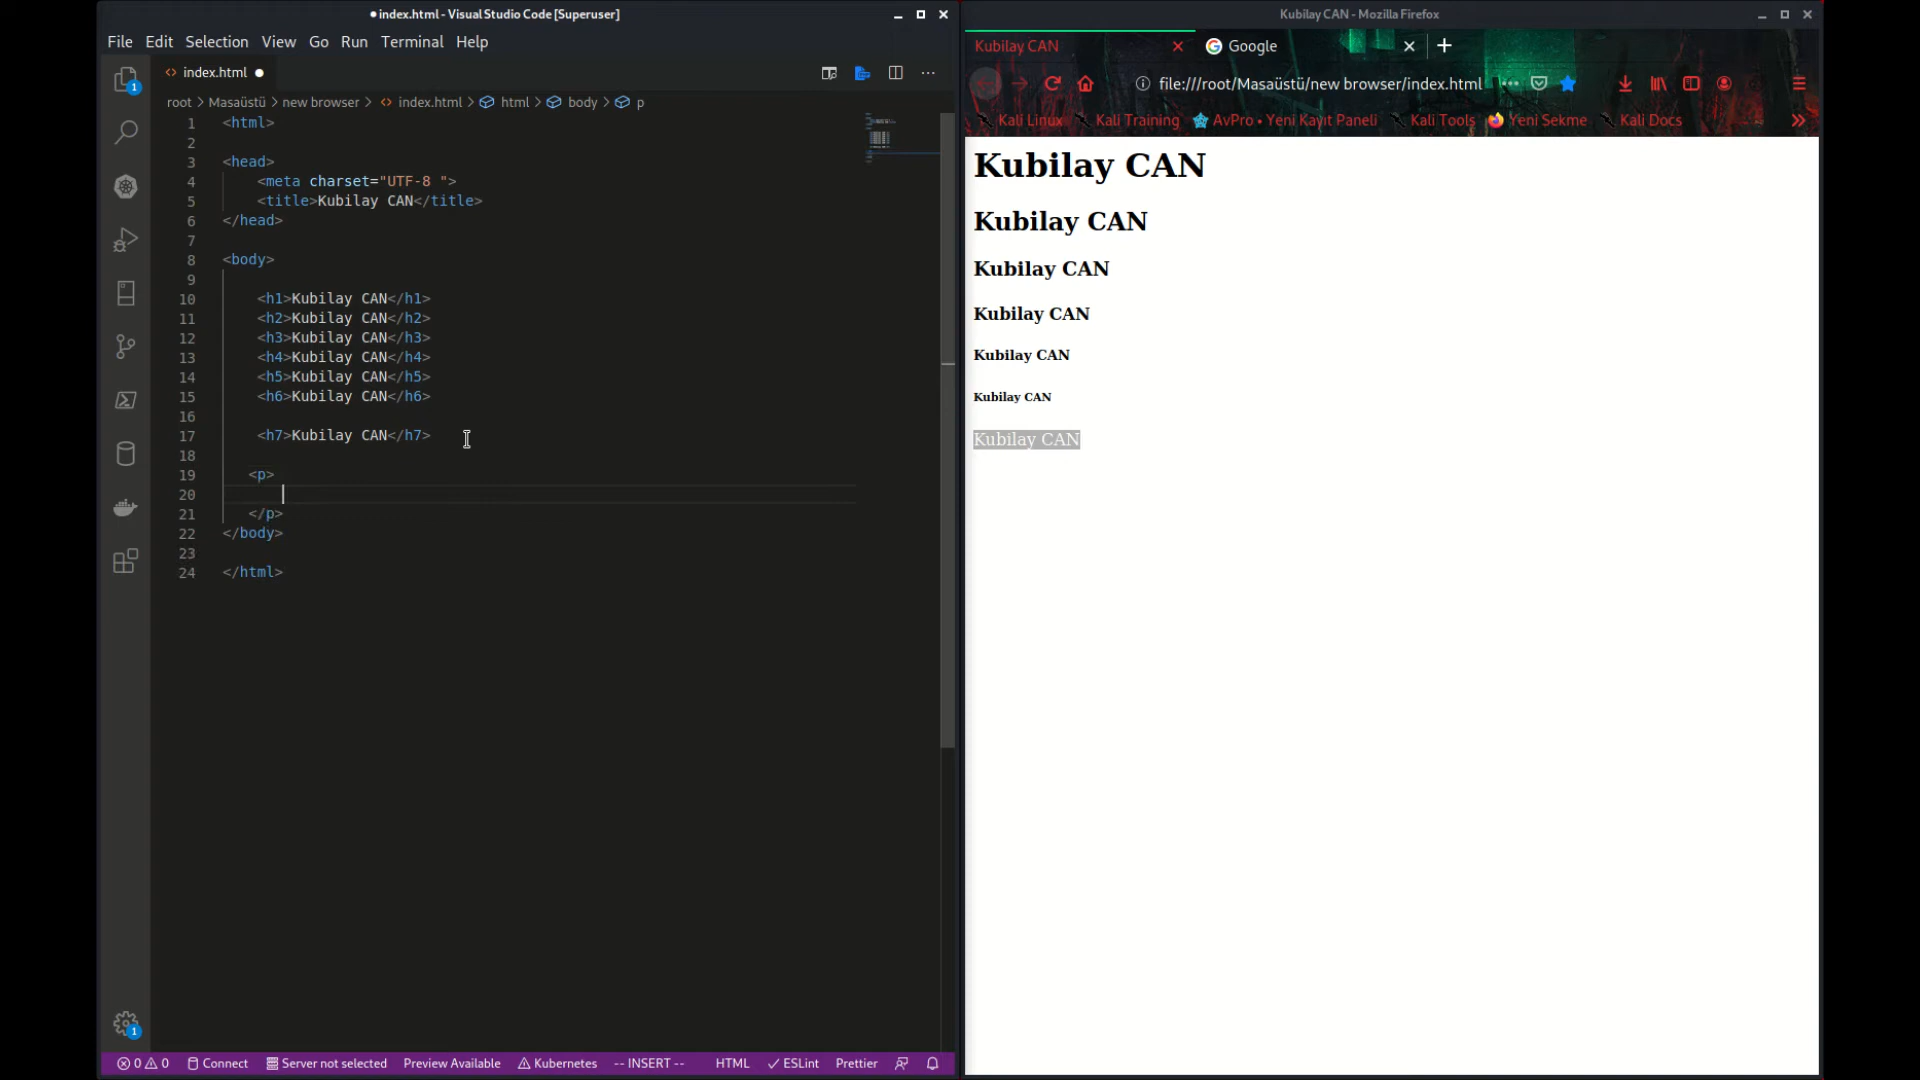 index.html - Visual Studio Code [Superuser]
File Edit Selection View Go Run Terminal Help
index.html
root > Masaüstü > new browser > index.html > html > body > p
1 <html>
2
3 <head>
4 <meta charset="UTF-8 ">
5 <title>Kubilay CAN</title>
6 </head>
7
8 <body>
9
10 <h1>Kubilay CAN</h1>
11 <h2>Kubilay CAN</h2>
12 <h3>Kubilay CAN</h3>
13 <h4>Kubilay CAN</h4>
14 <h5>Kubilay CAN</h5>
15 <h6>Kubilay CAN</h6>
16
17 <h7>Kubilay CAN</h7>
18
19 <p>
20
21 </p>
22 </body>
23
24 </html>
1
1
0 0 Connect Server not selected Preview Available Kubernetes -- INSERT -- HTML ESLint Prettier
Kubilay CAN - Mozilla Firefox
Kubilay CAN Google
file:///root/Masaüstü/new browser/index.html
Kali Linux Kali Training AvPro • Yeni Kayıt Paneli Kali Tools Yeni Sekme Kali Docs
Kubilay CAN
Kubilay CAN
Kubilay CAN
Kubilay CAN
Kubilay CAN
Kubilay CAN
Kubilay CAN